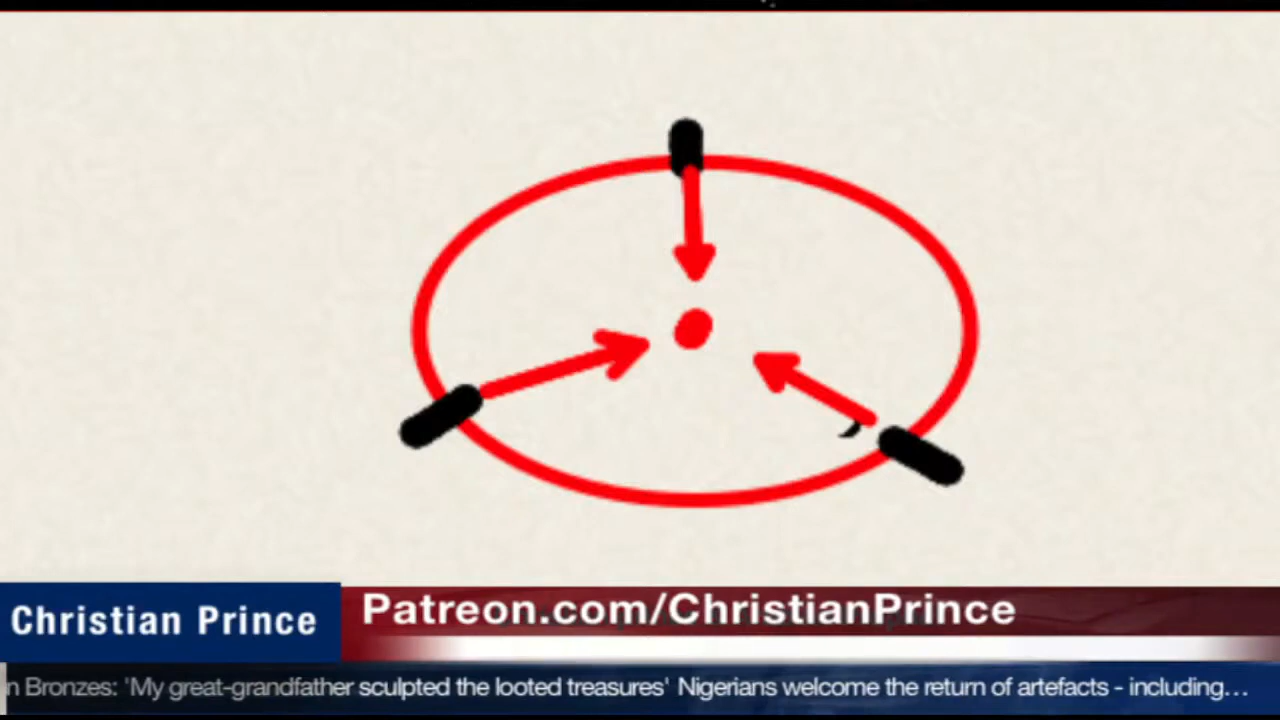 Christian Prince
Patreon.com/ChristianPrince
n Bronzes: 'My great-grandfather sculpted the looted treasures' Nigerians welcome the return of artefacts - including...